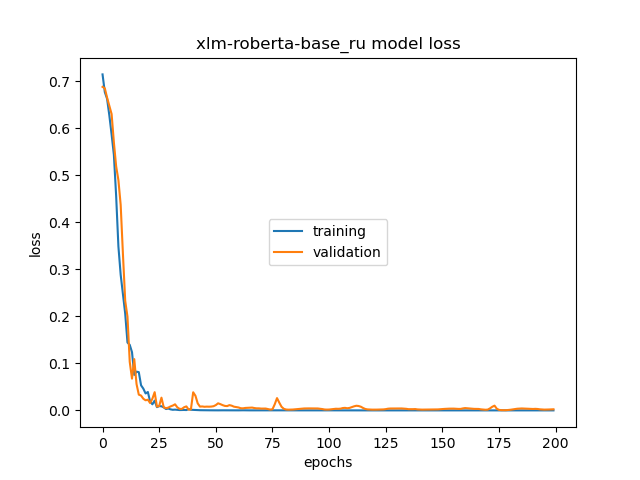 xlm-roberta-base_ru model loss
loss
0.7
0.6
0.5
0.4
0.3
0.2
0.1
0.0
training
validation
0 25 50 75 100 125 150 175 200
epochs